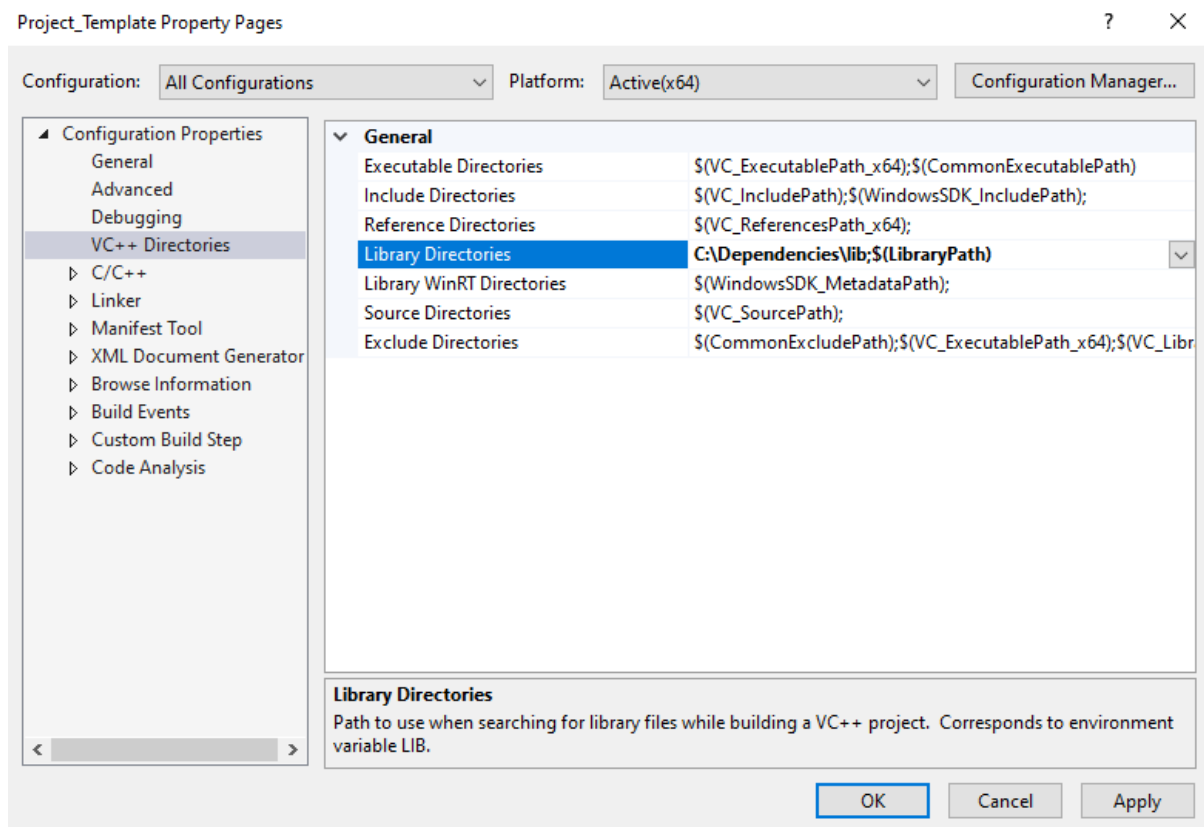 Project_Template Property Pages
? ×
Configuration: All Configurations Platform: Active(x64) Configuration Manager...
Configuration Properties
General
Advanced
Debugging
VC++ Directories
C/C++
Linker
Manifest Tool
XML Document Generator
Browse Information
Build Events
Custom Build Step
Code Analysis
General
Executable Directories $(VC_ExecutablePath_x64);$(CommonExecutablePath)
Include Directories $(VC_IncludePath);$(WindowsSDK_IncludePath);
Reference Directories $(VC_ReferencesPath_x64);
Library Directories C:\Dependencies\lib;$(LibraryPath)
Library WinRT Directories $(WindowsSDK_MetadataPath);
Source Directories $(VC_SourcePath);
Exclude Directories $(CommonExcludePath);$(VC_ExecutablePath_x64);$(VC_Libr
Library Directories
Path to use when searching for library files while building a VC++ project. Corresponds to environment
variable LIB.
OK Cancel Apply